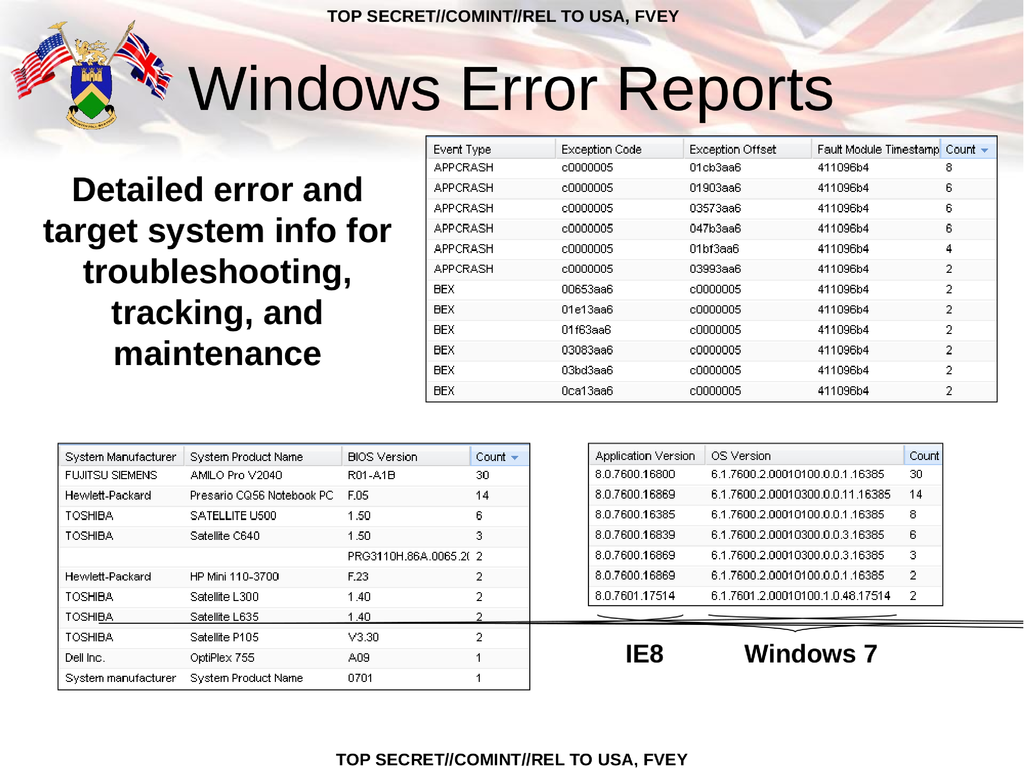 TOP SECRET//COMINT//REL TO USA, FVEY
Windows Error Reports
Detailed error and
target system info for
troubleshooting,
tracking, and
maintenance
Event Type Exception Code Exception Offset Fault Module Timestamp Count
APPCRASH c0000005 01cb3aa6 411096b4 8
APPCRASH c0000005 01903aa6 411096b4 6
APPCRASH c0000005 03573aa6 411096b4 6
APPCRASH c0000005 047b3aa6 411096b4 6
APPCRASH c0000005 01bf3aa6 411096b4 4
APPCRASH c0000005 03993aa6 411096b4 2
BEX 00653aa6 c0000005 411096b4 2
BEX 01e13aa6 c0000005 411096b4 2
BEX 01f63aa6 c0000005 411096b4 2
BEX 03083aa6 c0000005 411096b4 2
BEX 03bd3aa6 c0000005 411096b4 2
BEX 0ca13aa6 c0000005 411096b4 2
System Manufacturer System Product Name BIOS Version Count
FUJITSU SIEMENS AMILO Pro V2040 R01-A1B 30
Hewlett-Packard Presario CQ56 Notebook PC F.05 14
TOSHIBA SATELLITE U500 1.50 6
TOSHIBA Satellite C640 1.50 3
PRG3110H.86A.0065.20 2
Hewlett-Packard HP Mini 110-3700 F.23 2
TOSHIBA Satellite L300 1.40 2
TOSHIBA Satellite L635 1.40 2
TOSHIBA Satellite P105 V3.30 2
Dell Inc. OptiPlex 755 A09 1
System manufacturer System Product Name 0701 1
Application Version OS Version Count
8.0.7600.16800 6.1.7600.2.00010100.0.0.1.16385 30
8.0.7600.16869 6.1.7600.2.00010300.0.0.11.16385 14
8.0.7600.16385 6.1.7600.2.00010100.0.0.1.16385 8
8.0.7600.16839 6.1.7600.2.00010300.0.0.3.16385 6
8.0.7600.16869 6.1.7600.2.00010300.0.0.3.16385 3
8.0.7600.16869 6.1.7600.2.00010100.0.0.1.16385 2
8.0.7601.17514 6.1.7601.2.00010100.1.0.48.17514 2
IE8 Windows 7
TOP SECRET//COMINT//REL TO USA, FVEY